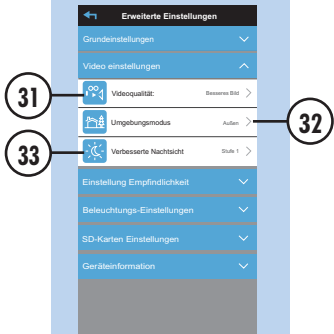 Erweiterte Einstellungen
Grundeinstellungen
Video einstellungen
31
Videoqualität: Besseres Bild
Umgebungsmodus Außen
32
33
Verbesserte Nachtsicht Stufe 1
Einstellung Empfindlichkeit
Beleuchtungs-Einstellungen
SD-Karten Einstellungen
Geräteinformation